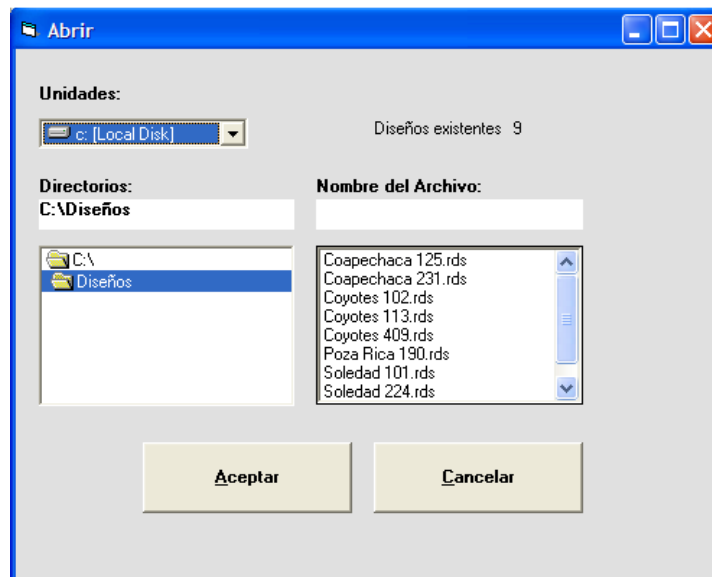 Abrir
Unidades:
c: [Local Disk]
Diseños existentes 9
Directorios:
C:\Diseños
Nombre del Archivo:
C:\
Diseños
Coapechaca 125.rds
Coapechaca 231.rds
Coyotes 102.rds
Coyotes 113.rds
Coyotes 409.rds
Poza Rica 190.rds
Soledad 101.rds
Soledad 224.rds
Aceptar
Cancelar